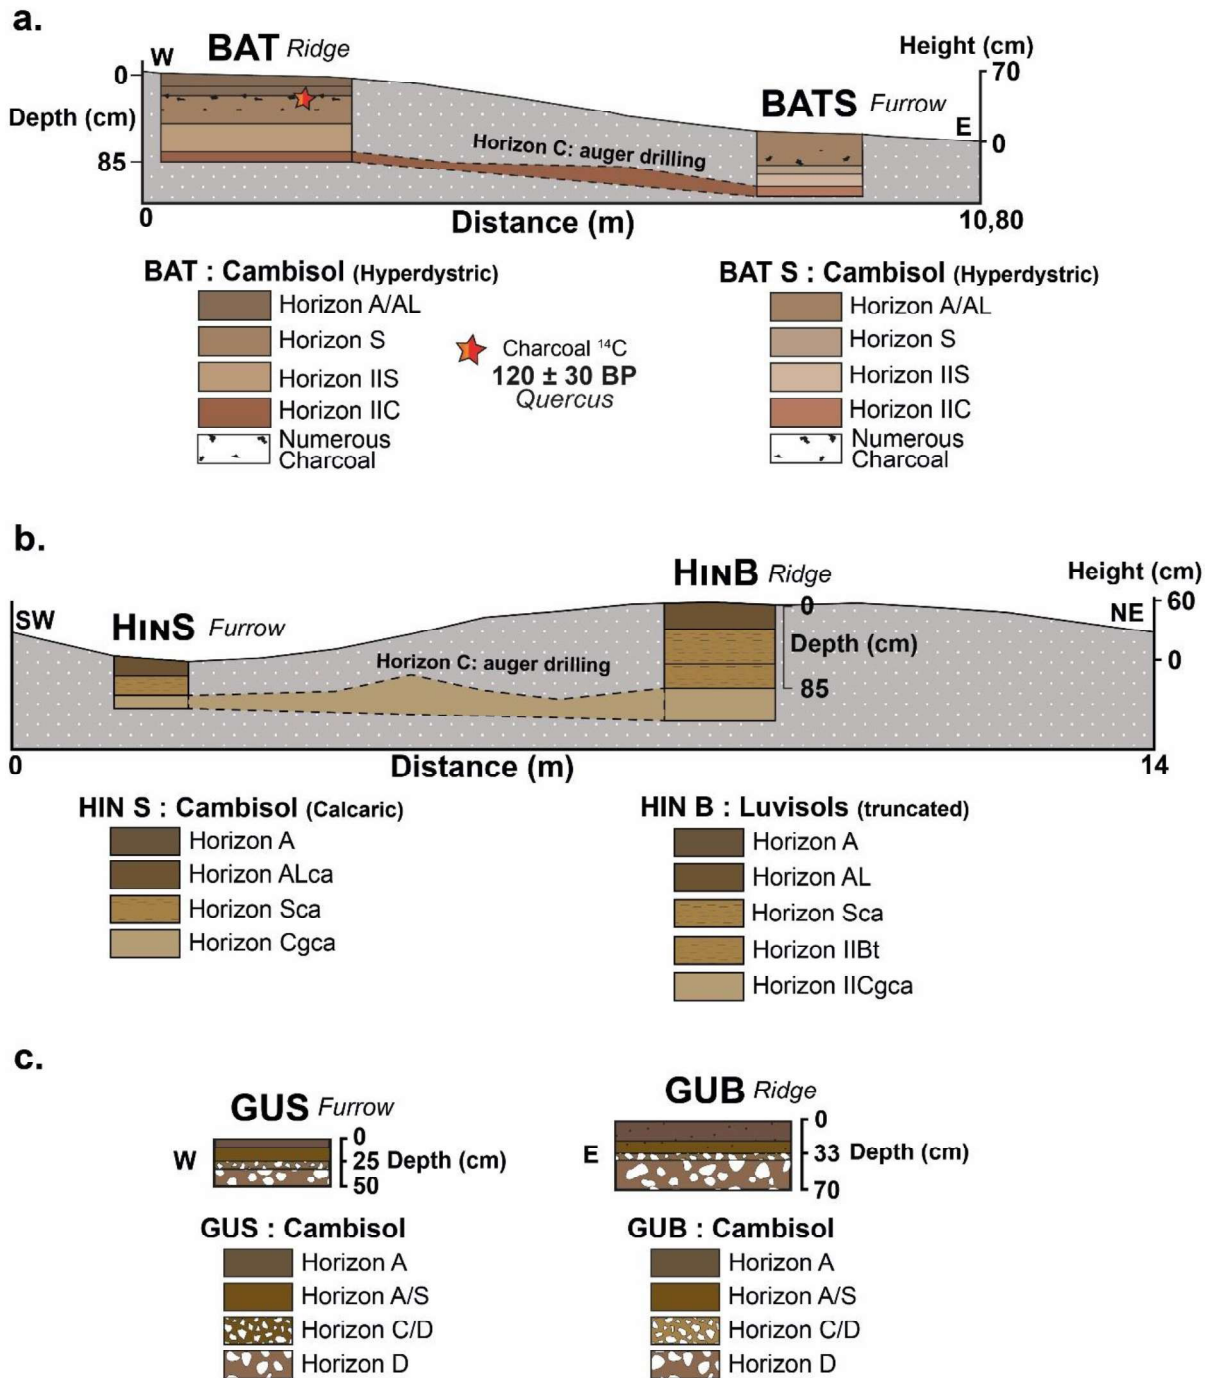 a.
BAT Ridge
W
Height (cm)
0
70
BATS Furrow
E
Depth (cm)
Horizon C: auger drilling
0
85
0
Distance (m)
10,80
BAT : Cambisol (Hyperdystric)
Horizon A/AL
Horizon S
Horizon IIS
Horizon IIC
Numerous
Charcoal
Charcoal ¹⁴C
120 ± 30 BP
Quercus
BAT S : Cambisol (Hyperdystric)
Horizon A/AL
Horizon S
Horizon IIS
Horizon IIC
Numerous
Charcoal
b.
HINB Ridge
Height (cm)
SW
HINS Furrow
0
60
NE
Depth (cm)
Horizon C: auger drilling
0
85
0
Distance (m)
14
HIN S : Cambisol (Calcaric)
Horizon A
Horizon ALca
Horizon Sca
Horizon Cgca
HIN B : Luvisols (truncated)
Horizon A
Horizon AL
Horizon Sca
Horizon IIBt
Horizon IICgca
c.
GUS Furrow
W
0
25 Depth (cm)
50
GUB Ridge
E
0
33 Depth (cm)
70
GUS : Cambisol
Horizon A
Horizon A/S
Horizon C/D
Horizon D
GUB : Cambisol
Horizon A
Horizon A/S
Horizon C/D
Horizon D